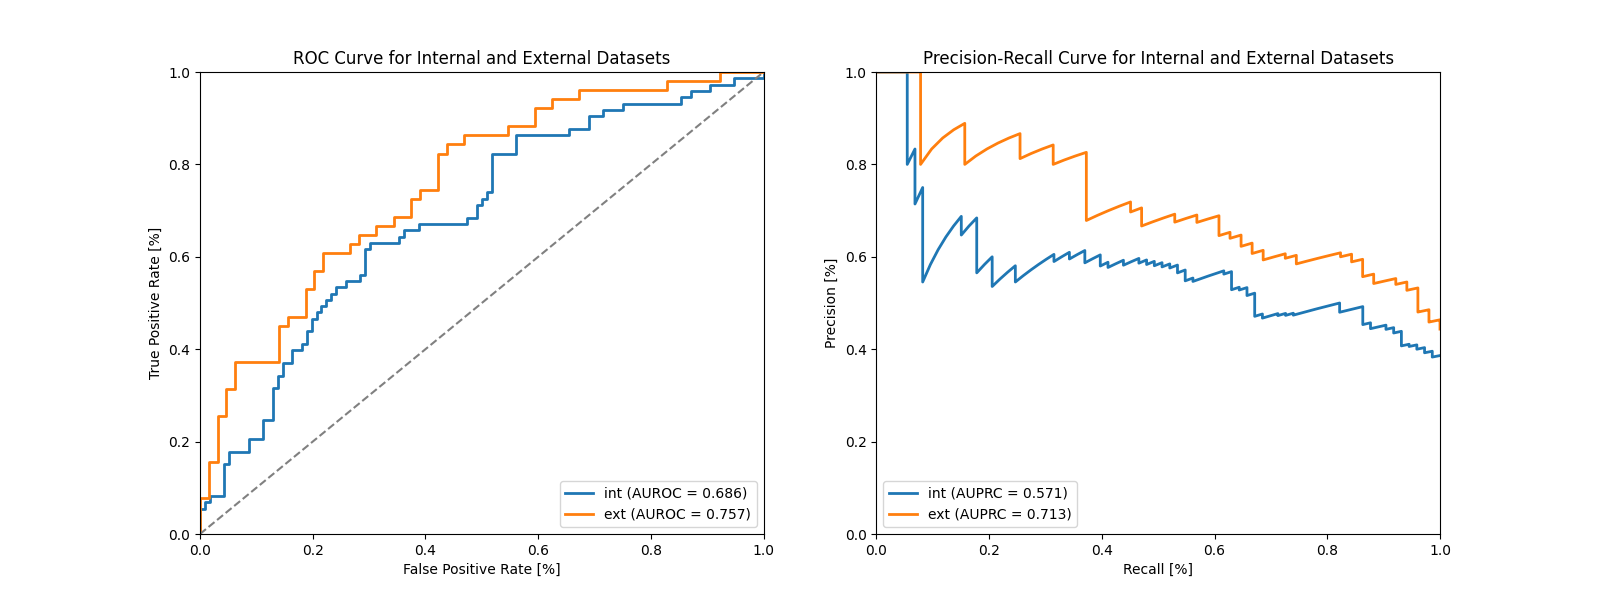 ROC Curve for Internal and External Datasets
1.0
0.8
0.6
0.4
0.2
0.0
True Positive Rate [%]
int (AUROC = 0.686)
ext (AUROC = 0.757)
0.0 0.2 0.4 0.6 0.8 1.0
False Positive Rate [%]
Precision-Recall Curve for Internal and External Datasets
1.0
0.8
0.6
0.4
0.2
0.0
Precision [%]
int (AUPRC = 0.571)
ext (AUPRC = 0.713)
0.0 0.2 0.4 0.6 0.8 1.0
Recall [%]